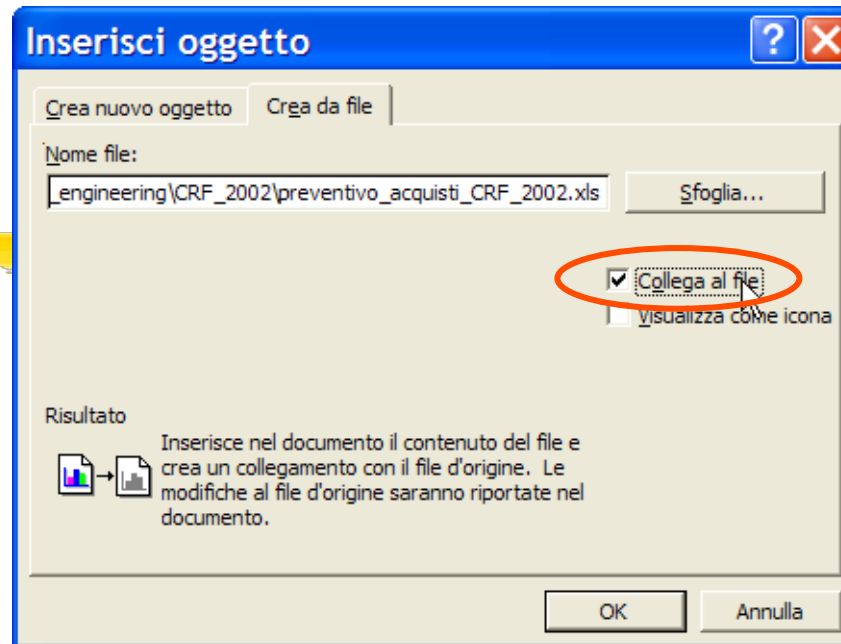 Inserisci oggetto
Crea nuovo oggetto
Crea da file
Nome file:
_engineering\CRF_2002\preventivo_acquisti_CRF_2002.xls
Sfoglia...
Collega al file
Visualizza come icona
Risultato
Inserisce nel documento il contenuto del file e
crea un collegamento con il file d'origine. Le
modifiche al file d'origine saranno riportate nel
documento.
OK
Annulla